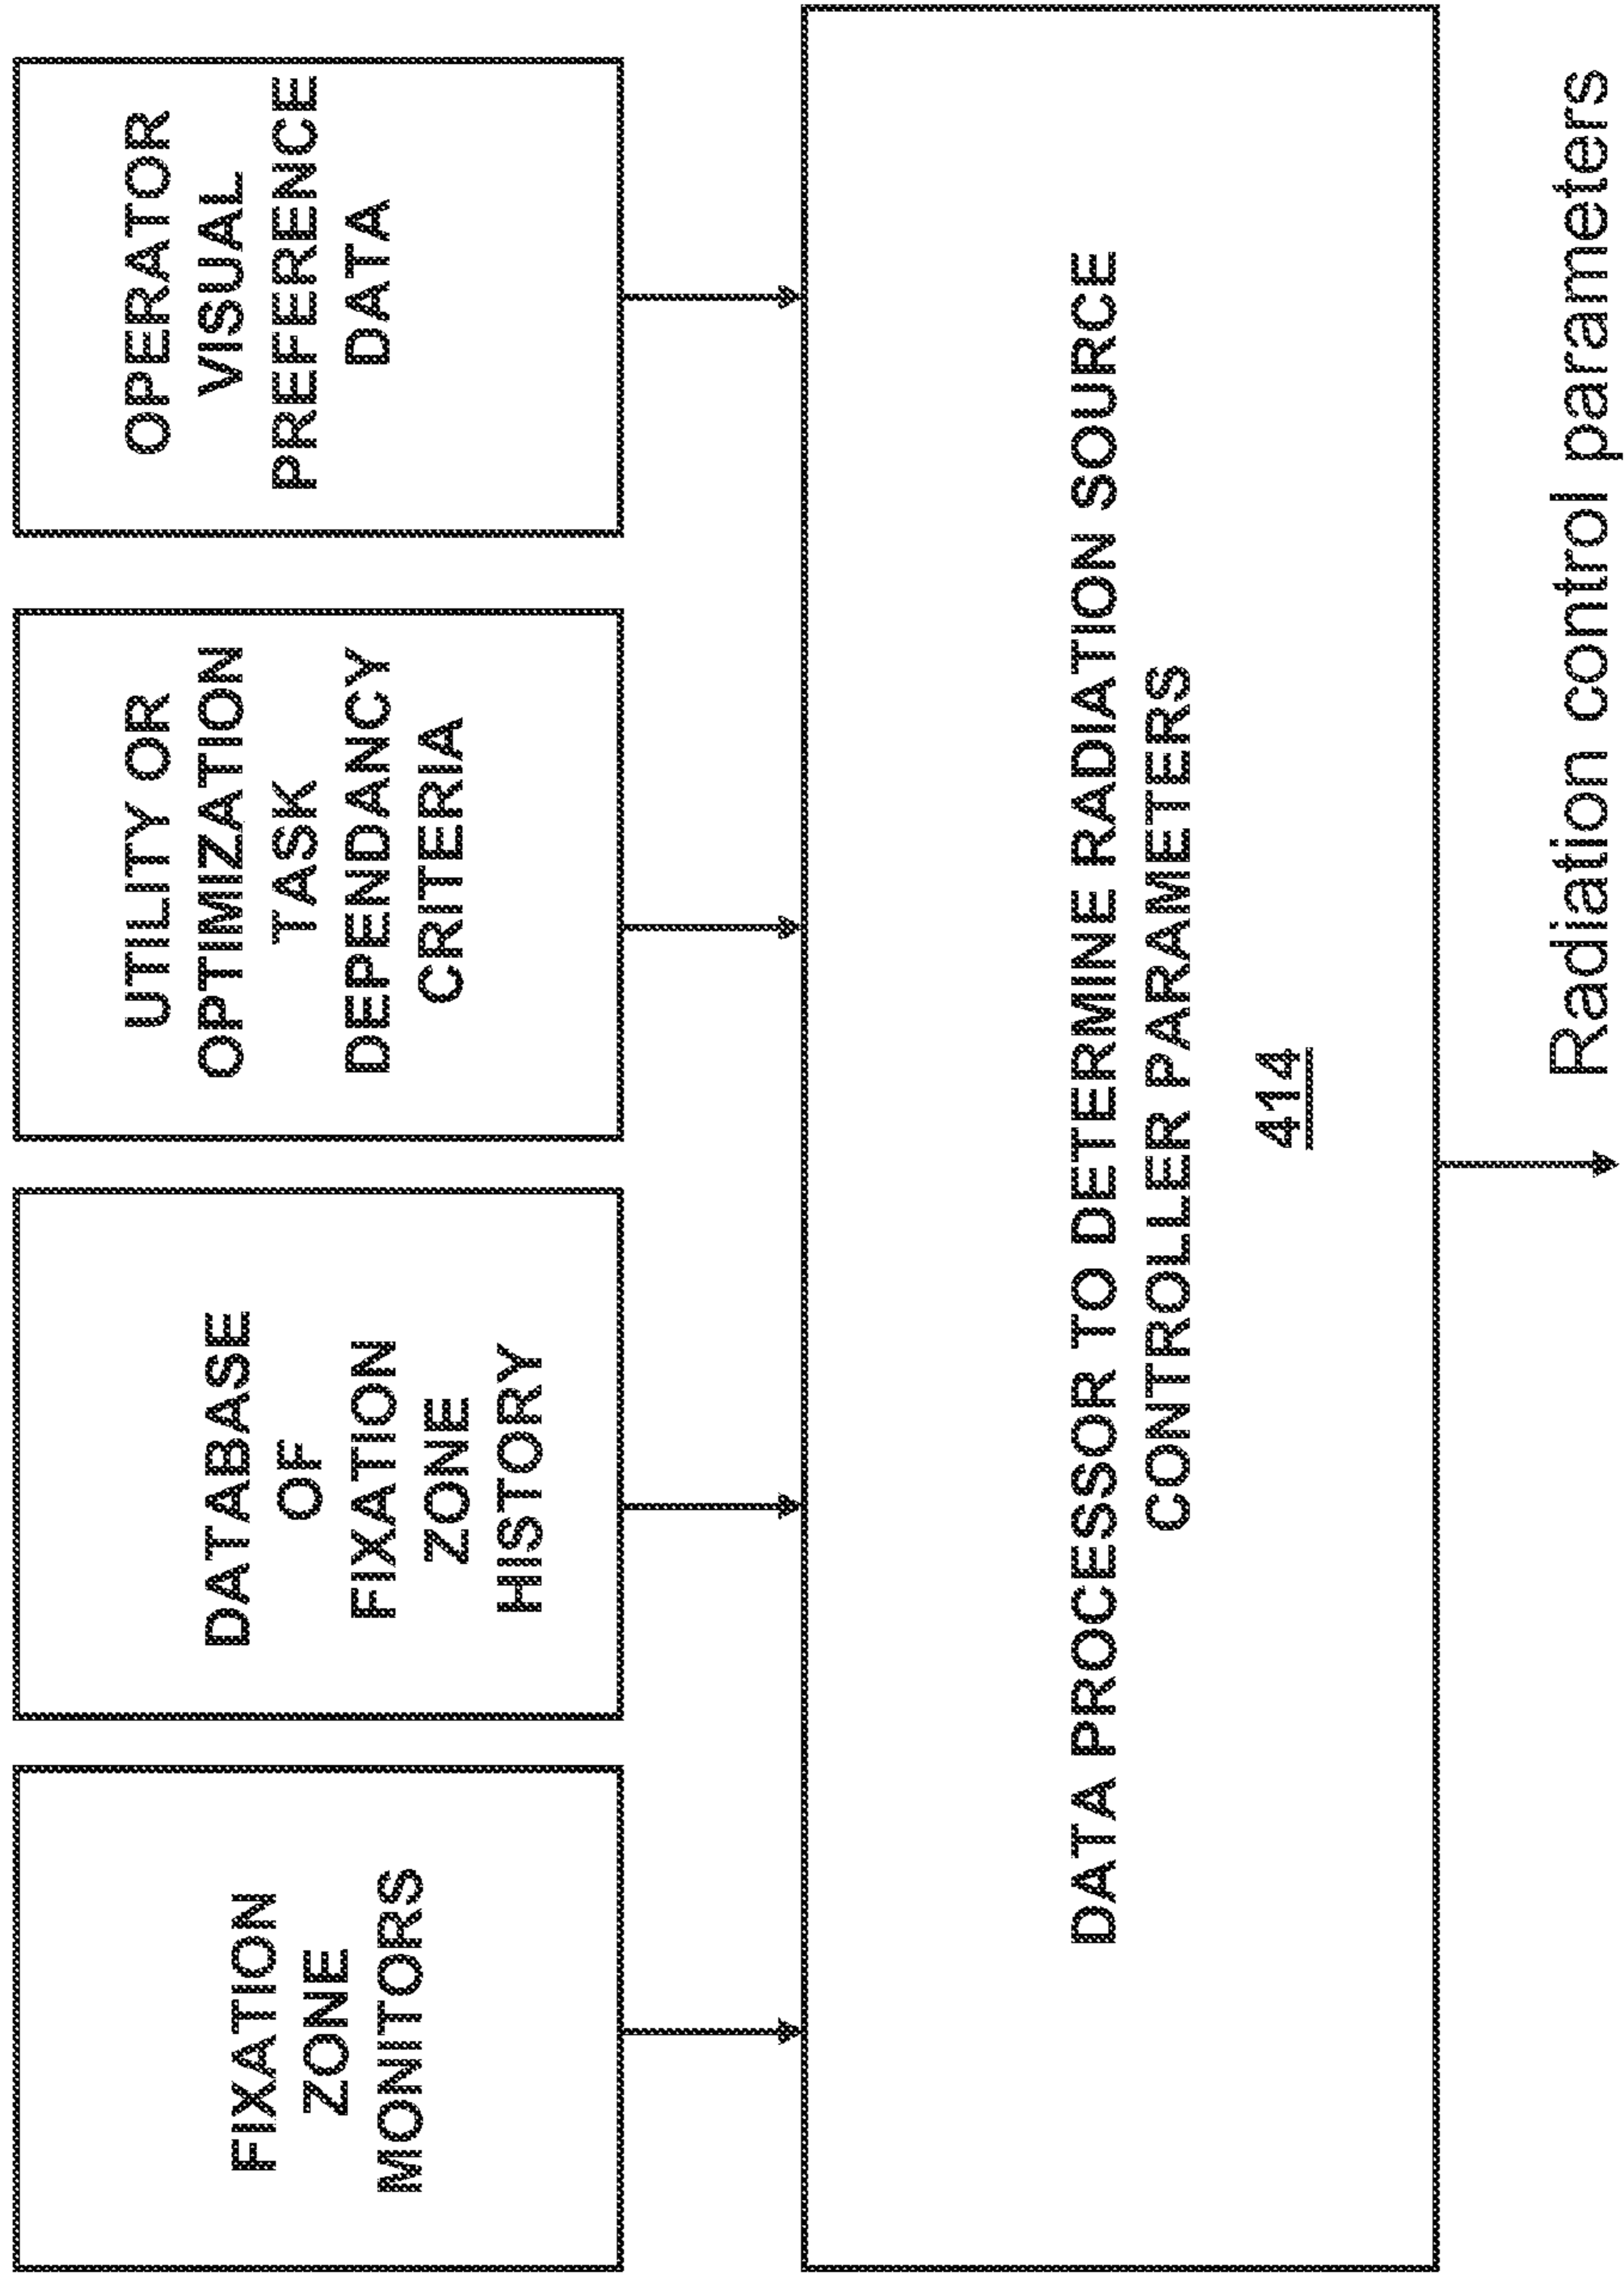 FIXATION
ZONE
MONITORS
DATABASE
OF
FIXATION
ZONE
HISTORY
UTILITY OR
OPTIMIZATION
TASK
DEPENDANCY
CRITERIA
OPERATOR
VISUAL
PREFERENCE
DATA
DATA PROCESSOR TO DETERMINE RADIATION SOURCE
CONTROLLER PARAMETERS
414
Radiation control parameters